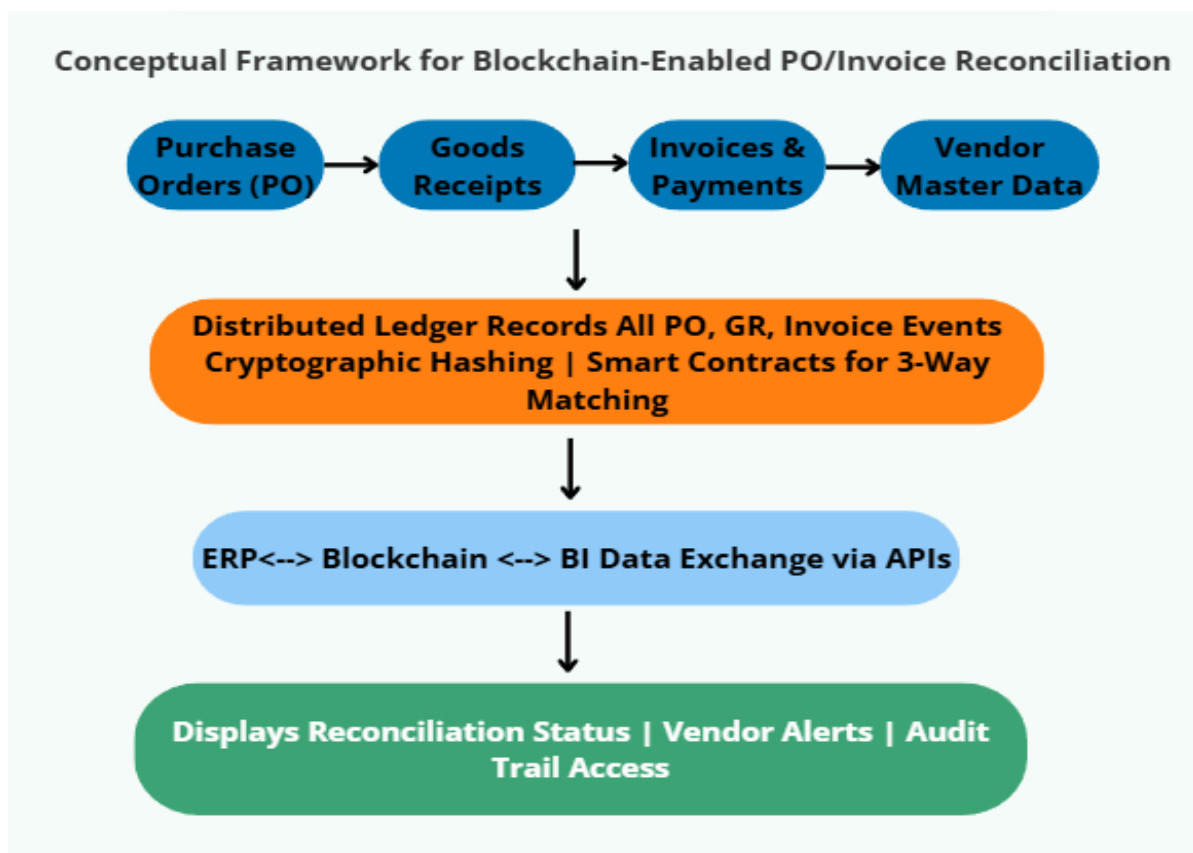 Conceptual Framework for Blockchain-Enabled PO/Invoice Reconciliation
Purchase
Orders (PO)
Goods
Receipts
Invoices &
Payments
Vendor
Master Data
Distributed Ledger Records All PO, GR, Invoice Events
Cryptographic Hashing | Smart Contracts for 3-Way
Matching
ERP<--> Blockchain <--> BI Data Exchange via APIs
Displays Reconciliation Status | Vendor Alerts | Audit
Trail Access